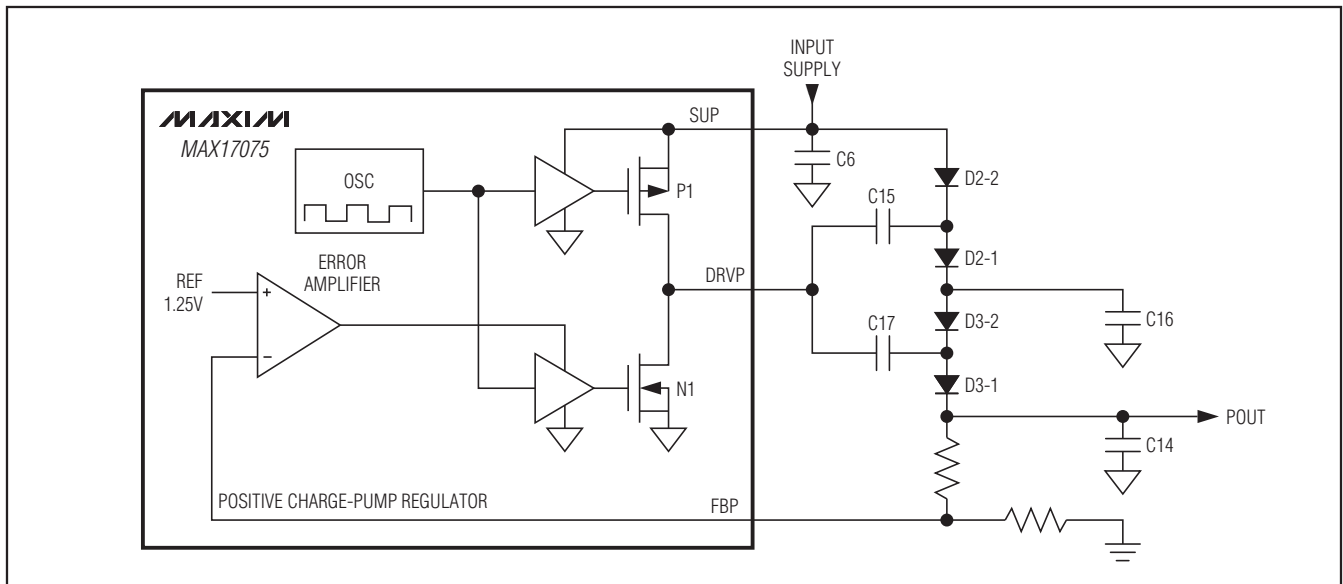 INPUT
SUPPLY
MAXIM
MAX17075
SUP
C6
OSC
P1
D2-2
C15
D2-1
ERROR
AMPLIFIER
REF
1.25V
+
−
DRVP
C17
D3-2
C16
N1
D3-1
POUT
C14
POSITIVE CHARGE-PUMP REGULATOR
FBP